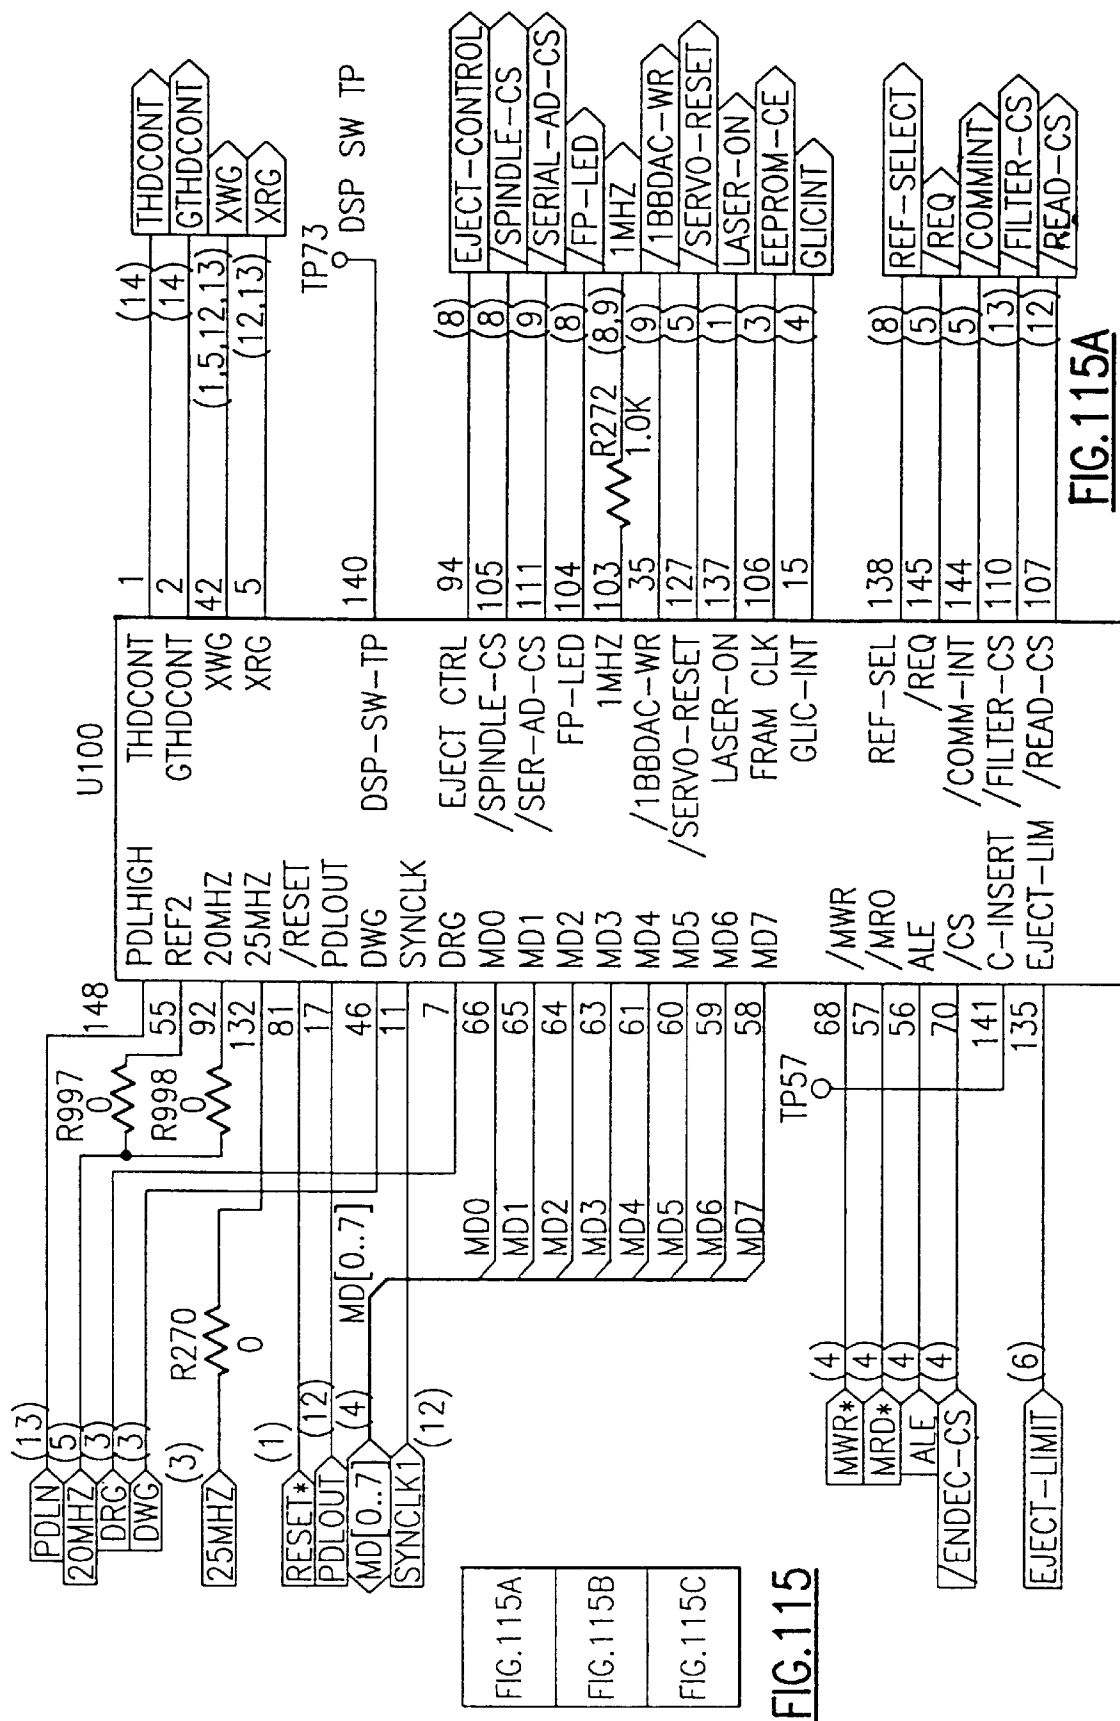 U100
PDLN (13) 148 PDLHIGH
20MHZ (5) R997 0 55 REF2
R998 0 92 20MHZ
DRG (3)
DWG (3)
25MHZ (3) R270 0 132 25MHZ
RESET* (1) 81 /RESET
PDLOUT (12) 17 PDLOUT
MD[0..7] (4) MD[0..7] 46 DWG
SYNCLK1 (12) 11 SYNCLK
7 DRG
MD0 66 MD0
MD1 65 MD1
MD2 64 MD2
MD3 63 MD3
MD4 61 MD4
MD5 60 MD5
MD6 59 MD6
MD7 58 MD7
TP57
MWR* (4) 68 /MWR
MRD* (4) 57 /MRO
ALE (4) 56 ALE
/ENDEC-CS (4) 70 /CS
141 C-INSERT
EJECT-LIMIT (6) 135 EJECT-LIM
THDCONT 1 (14) THDCONT
GTHDCONT 2 (14) GTHDCONT
XWG 42 (1,5,12,13) XWG
XRG 5 (12,13) XRG
DSP-SW-TP 140 TP73 DSP SW TP
EJECT CTRL 94 (8) EJECT-CONTROL
/SPINDLE-CS 105 (8) /SPINDLE-CS
/SER-AD-CS 111 (9) /SERIAL-AD-CS
FP-LED 104 (8) /FP-LED
1MHZ 103 R272 1.0K (8,9) 1MHZ
/1BBDAC-WR 35 (9) /1BBDAC-WR
/SERVO-RESET 127 (5) /SERVO-RESET
LASER-ON 137 (1) LASER-ON
FRAM CLK 106 (3) EEPROM-CE
GLIC-INT 15 (4) GLICINT
REF-SEL 138 (8) REF-SELECT
/REQ 145 (5) /REQ
/COMM-INT 144 (5) /COMMINT
/FILTER-CS 110 (13) /FILTER-CS
/READ-CS 107 (12) /READ-CS
FIG.115A
FIG.115B
FIG.115C
FIG.115
FIG.115A